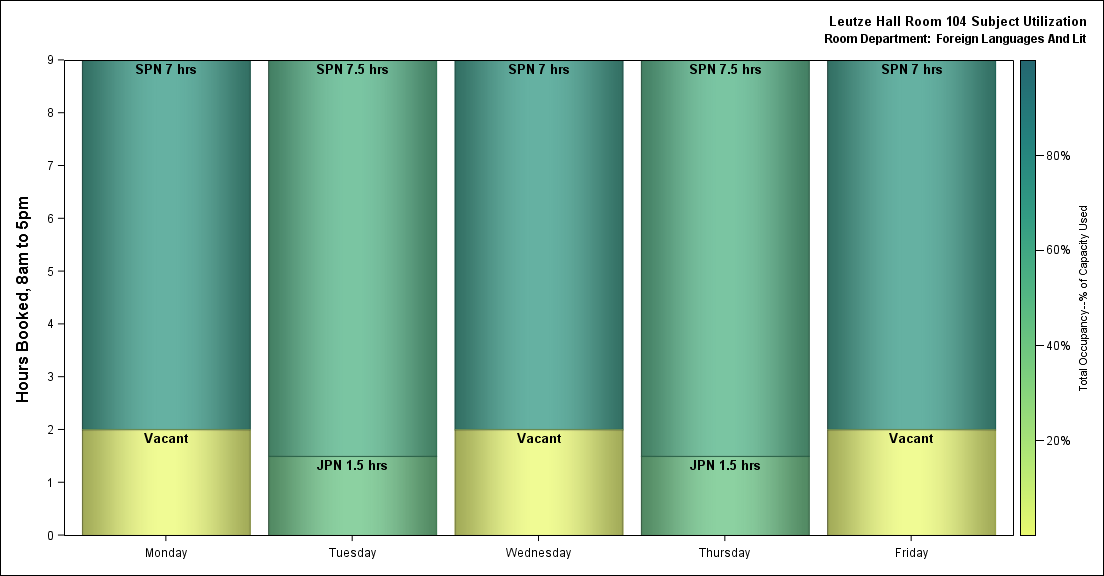 Leutze Hall Room 104 Subject Utilization
Room Department: Foreign Languages And Lit
Hours Booked, 8am to 5pm
9
8
7
6
5
4
3
2
1
0
SPN 7 hrs
SPN 7.5 hrs
SPN 7 hrs
SPN 7.5 hrs
SPN 7 hrs
Vacant
JPN 1.5 hrs
Vacant
JPN 1.5 hrs
Vacant
Monday
Tuesday
Wednesday
Thursday
Friday
80%
60%
40%
20%
Total Occupancy--% of Capacity Used